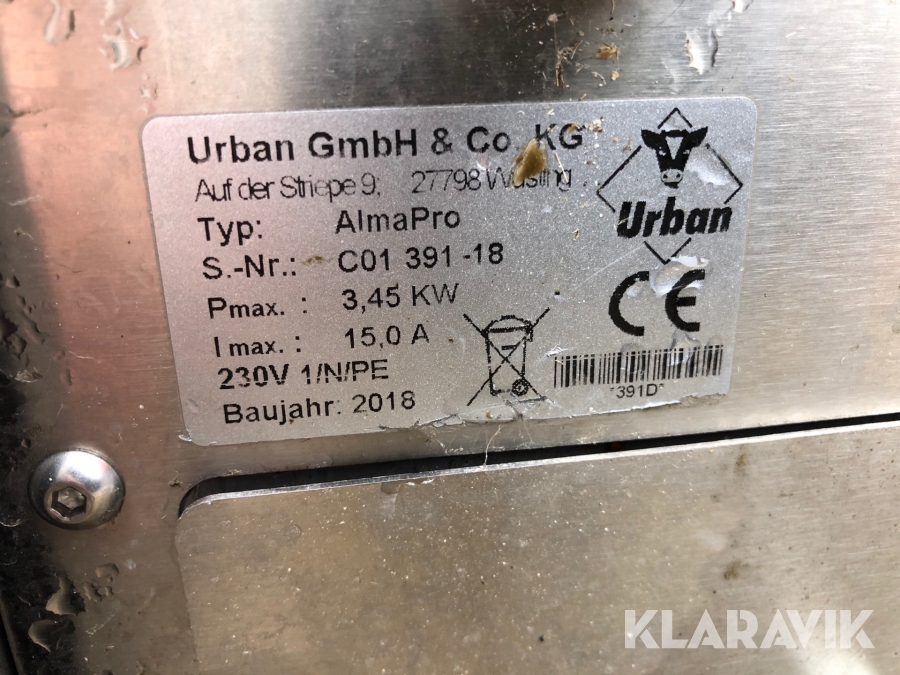 Urban GmbH & Co. KG
Auf der Striepe 9; 27798 Wüsting
Typ: AlmaPro
S.-Nr.: C01 391 -18
Pmax. : 3,45 KW
I max. : 15,0 A
230V 1/N/PE
Baujahr: 2018
Urban
CE
*391D*
KLARAVIK